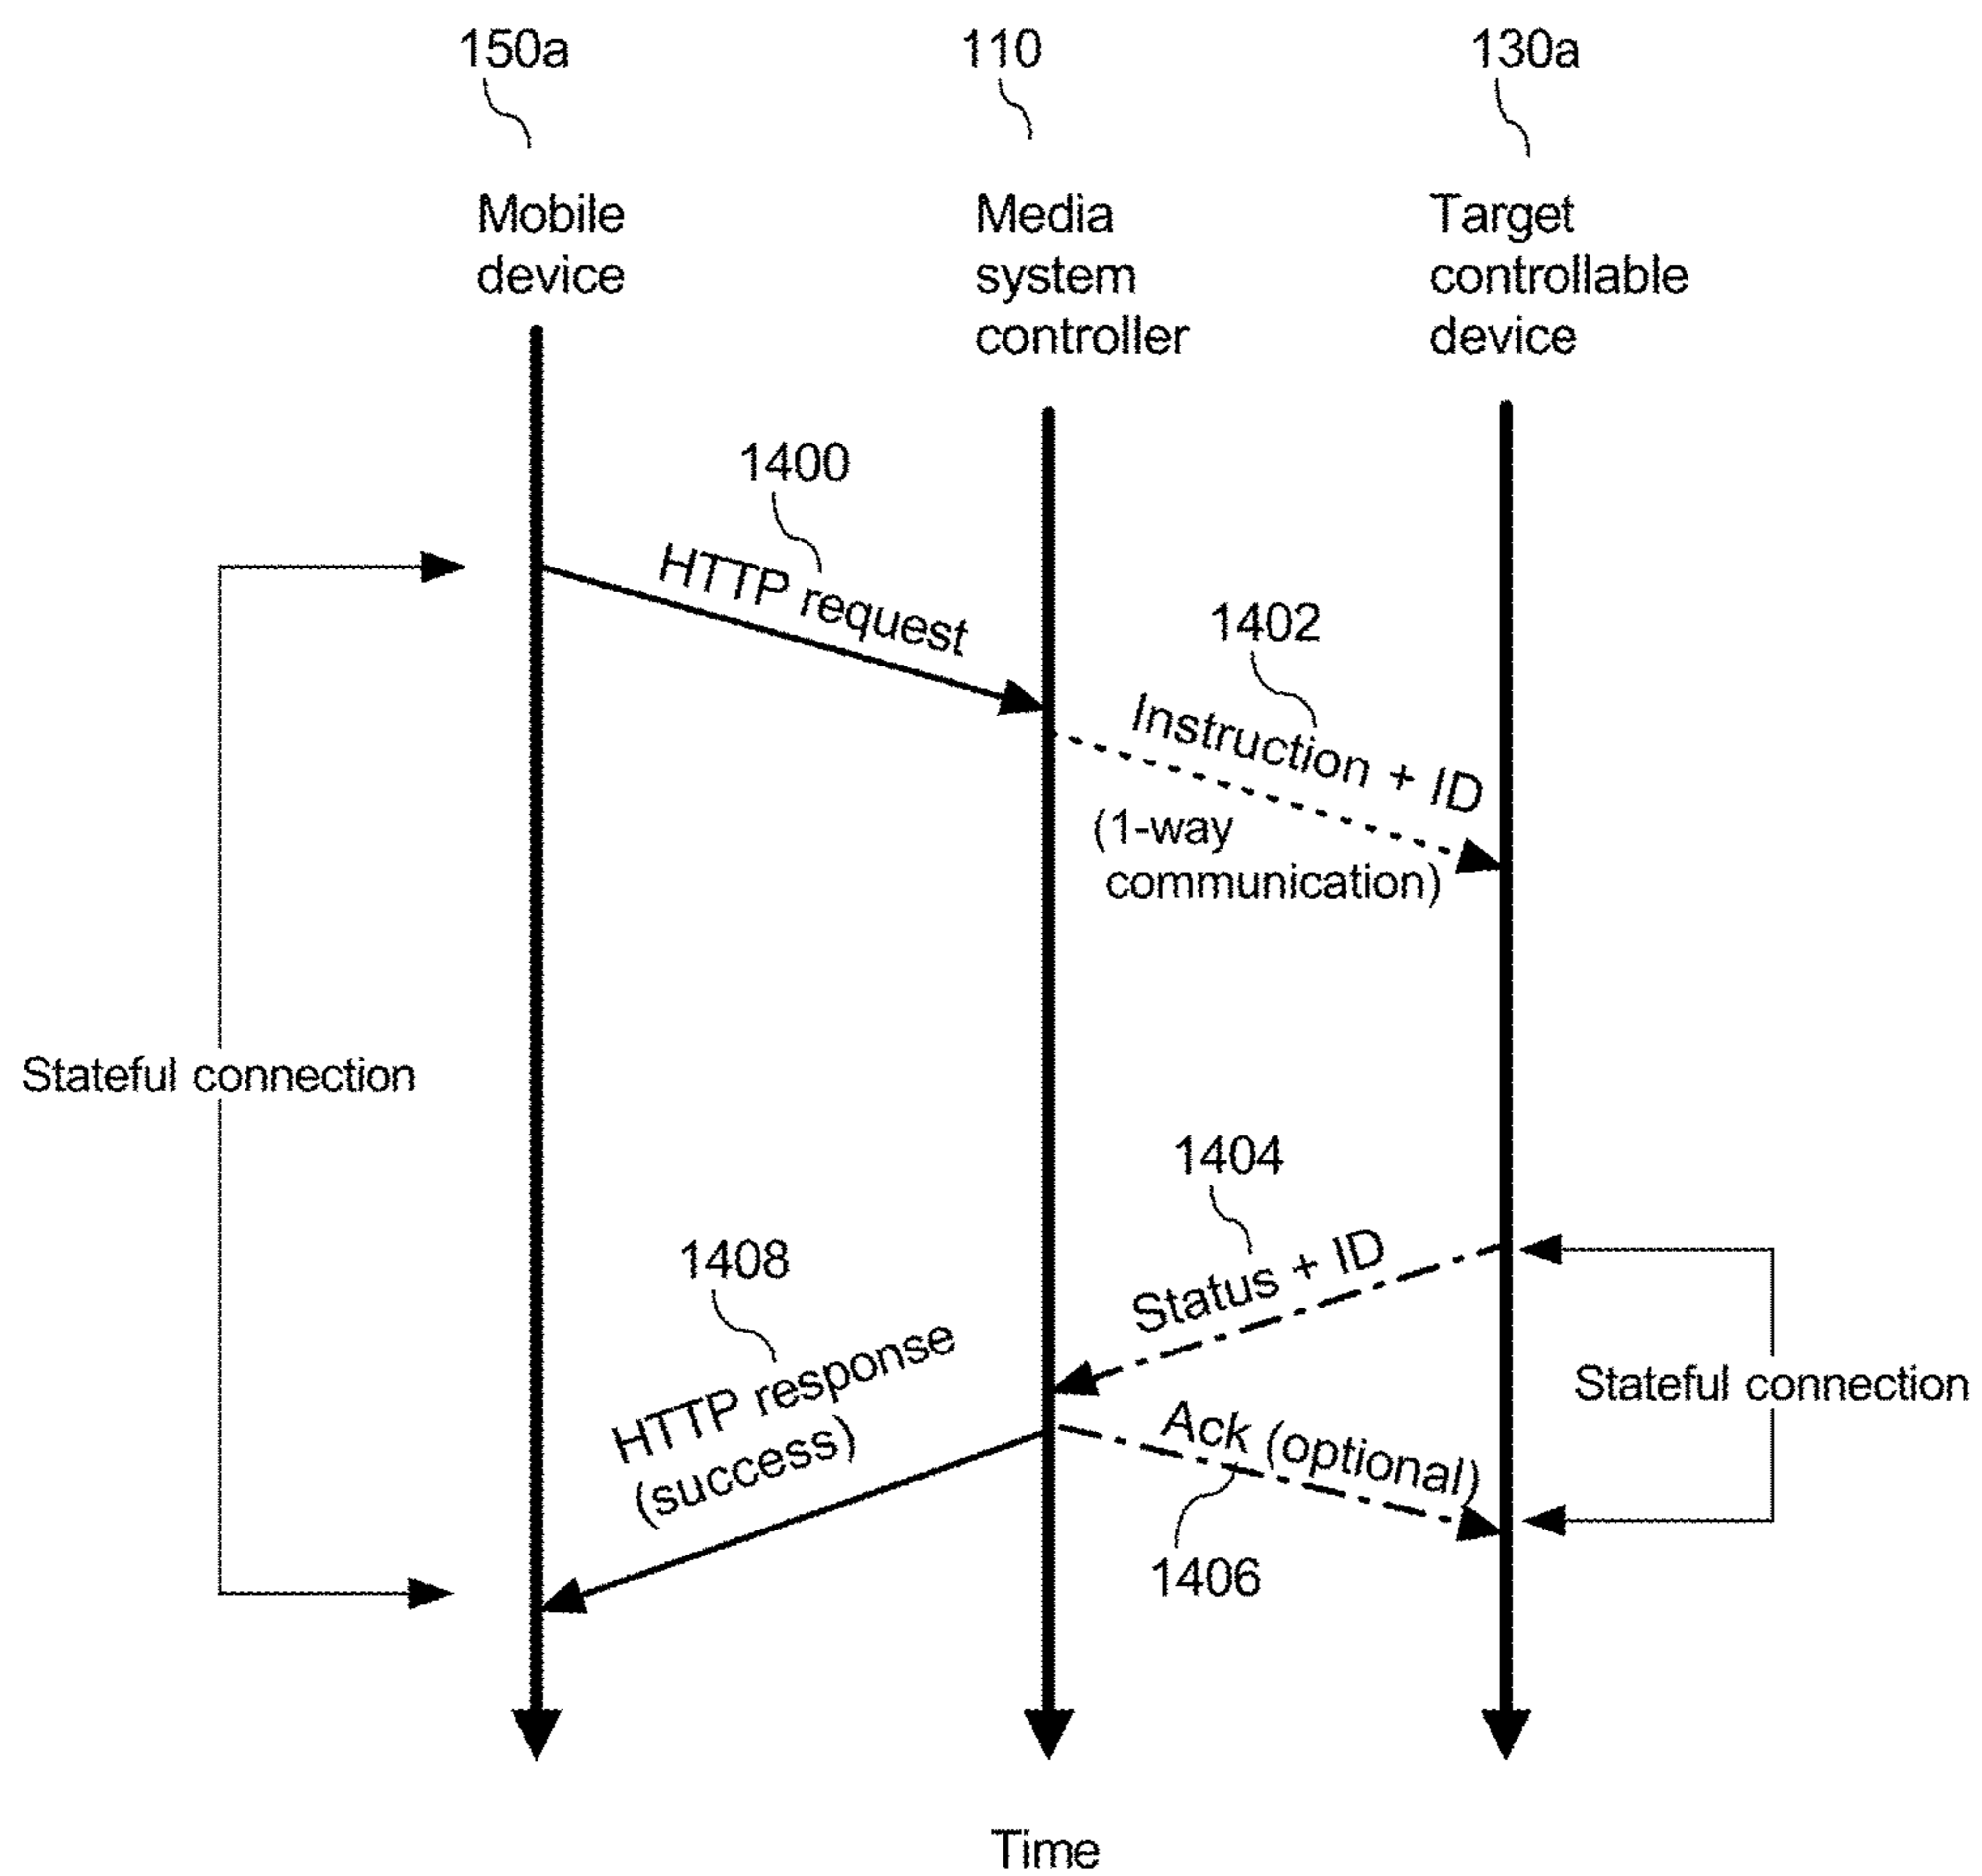 150a
110
130a
Mobile
device
Media
system
controller
Target
controllable
device
1400
HTTP request
1402
Instruction + ID
(1-way
communication)
Stateful connection
1404
Status + ID
1408
HTTP response
(success)
Stateful connection
Ack (optional)
1406
Time